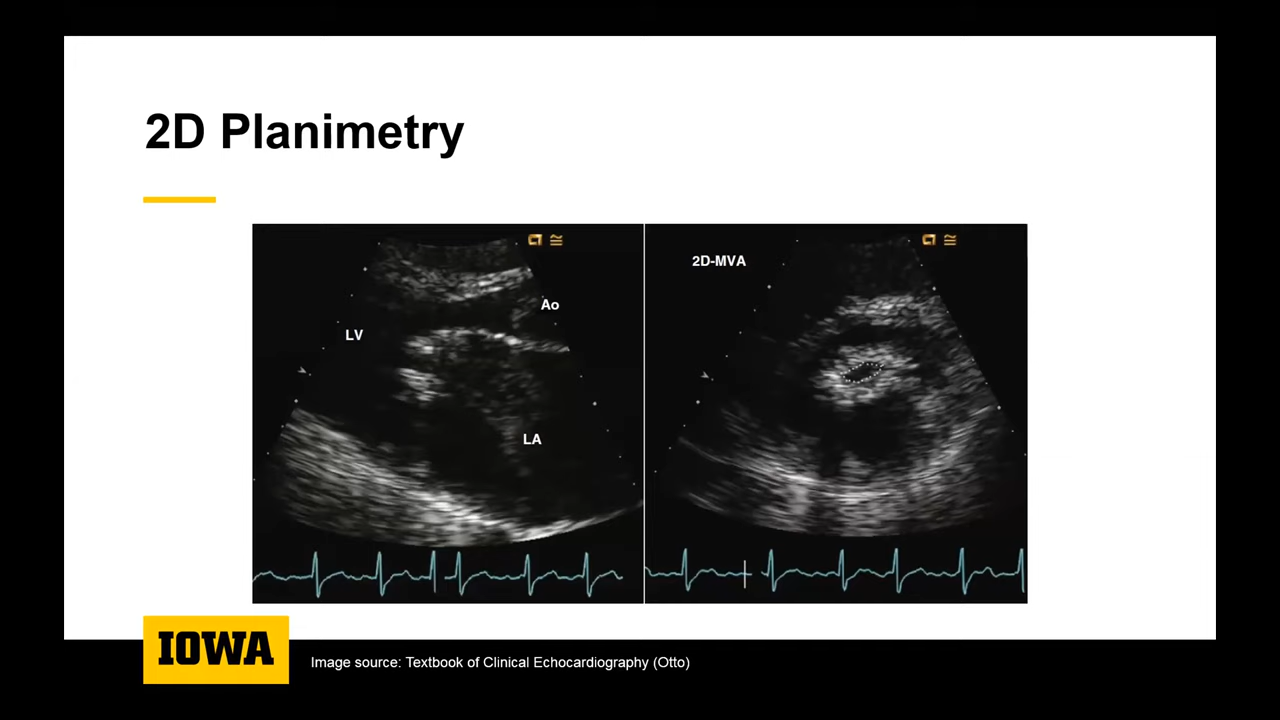 2D Planimetry
2D-MVA
Ao
LV
LA
IOWA
Image source: Textbook of Clinical Echocardiography (Otto)